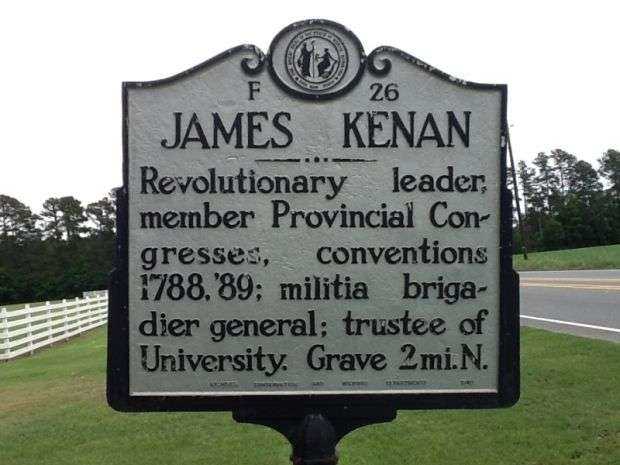 F 26
JAMES KENAN
Revolutionary leader,
member Provincial Con-
gresses, conventions
1788, '89; militia briga-
dier general; trustee of
University. Grave 2mi.N.